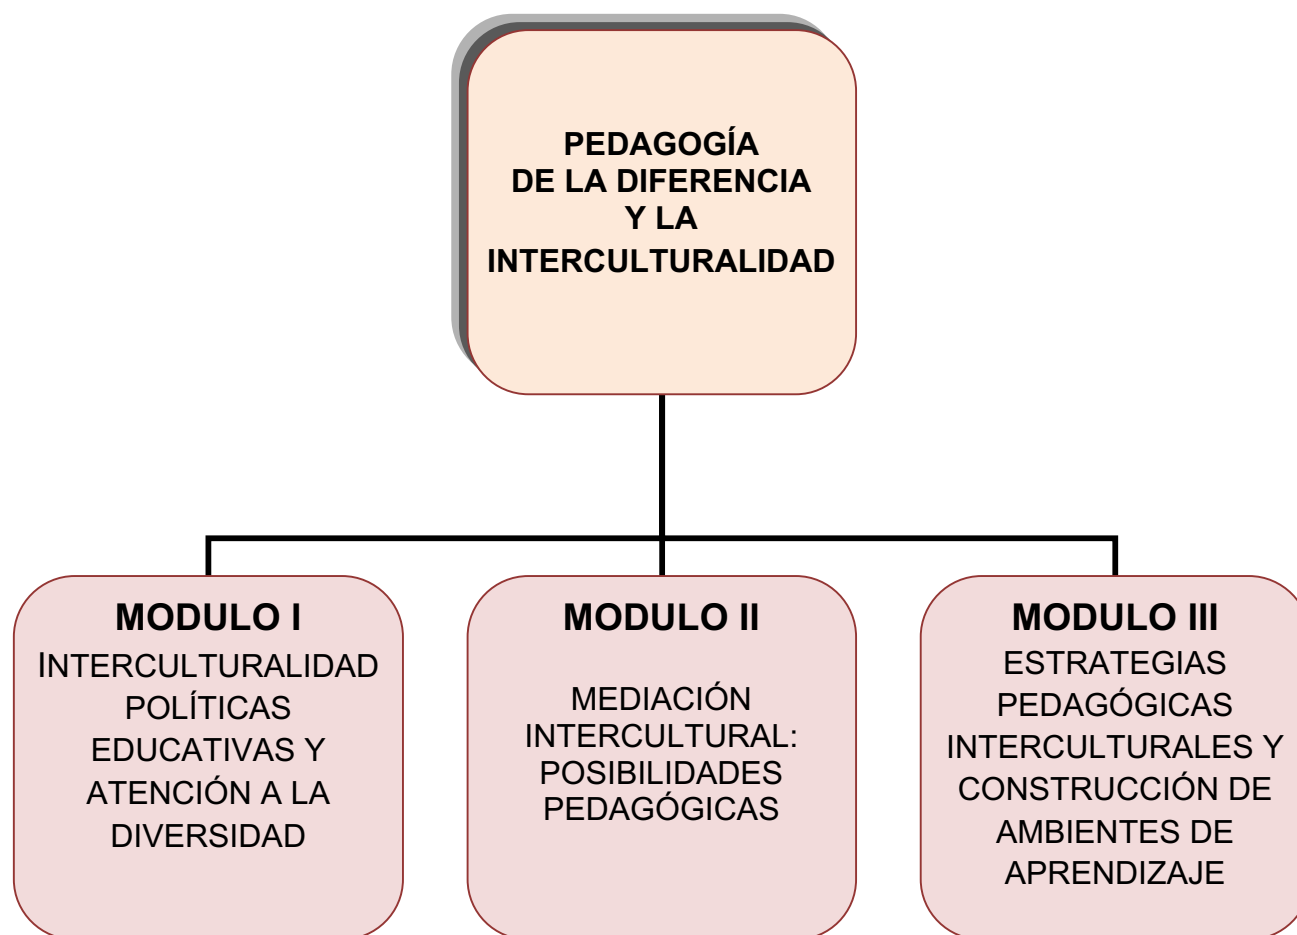 PEDAGOGÍA
DE LA DIFERENCIA
Y LA
INTERCULTURALIDAD
MODULO I
INTERCULTURALIDAD
POLÍTICAS
EDUCATIVAS Y
ATENCIÓN A LA
DIVERSIDAD
MODULO II
MEDIACIÓN
INTERCULTURAL:
POSIBILIDADES
PEDAGÓGICAS
MODULO III
ESTRATEGIAS
PEDAGÓGICAS
INTERCULTURALES Y
CONSTRUCCIÓN DE
AMBIENTES DE
APRENDIZAJE